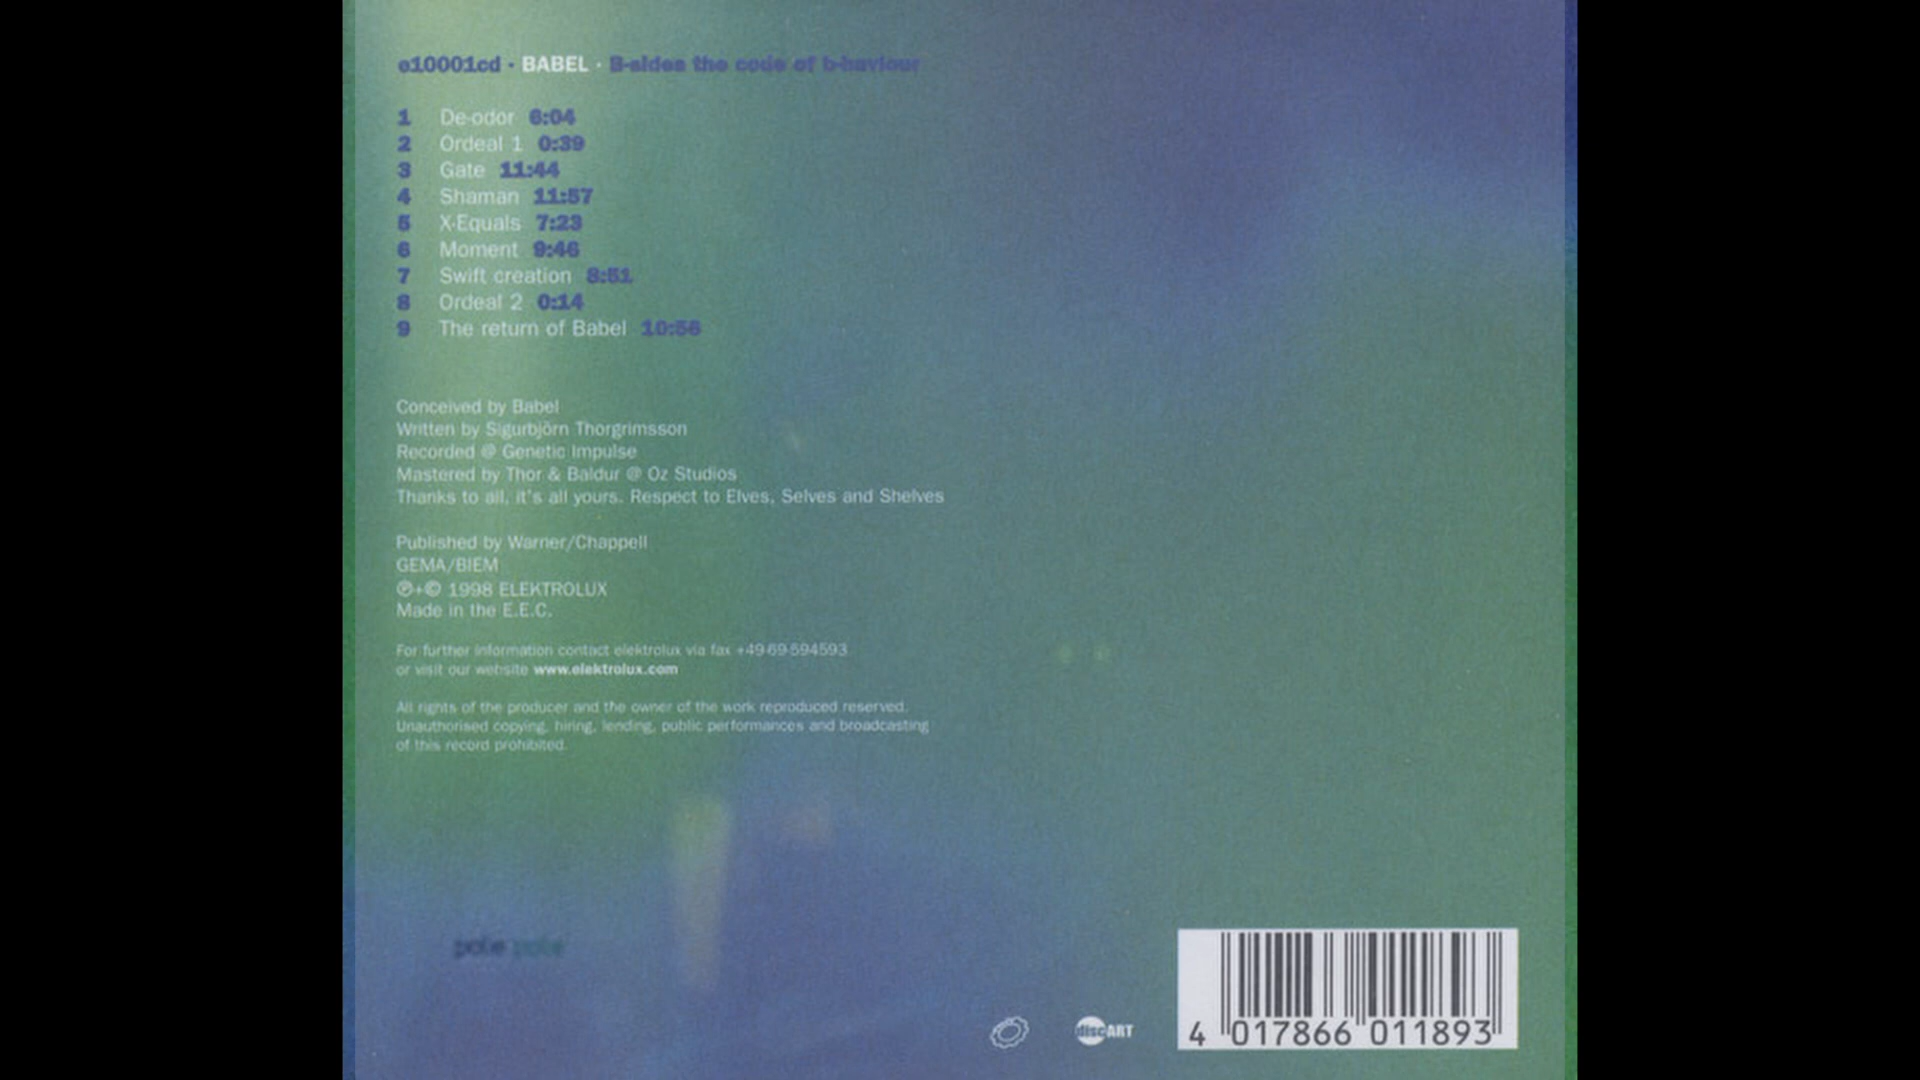 e10001cd · BABEL · B-sides the code of b-haviour
1 De-odor 6:04
2 Ordeal 1 0:39
3 Gate 11:44
4 Shaman 11:57
5 X-Equals 7:23
6 Moment 9:46
7 Swift creation 8:51
8 Ordeal 2 0:14
9 The return of Babel 10:56
Conceived by Babel
Written by Sigurbjörn Thorgrimsson
Recorded @ Genetic Impulse
Mastered by Thor & Baldur @ Oz Studios
Thanks to all, it's all yours. Respect to Elves, Selves and Shelves
Published by Warner/Chappell
GEMA/BIEM
℗+© 1998 ELEKTROLUX
Made in the E.E.C.
For further information contact elektrolux via fax +49-69-594593
or visit our website www.elektrolux.com
All rights of the producer and the owner of the work reproduced reserved.
Unauthorised copying, hiring, lending, public performances and broadcasting
of this record prohibited.
discART
4 017866 011893